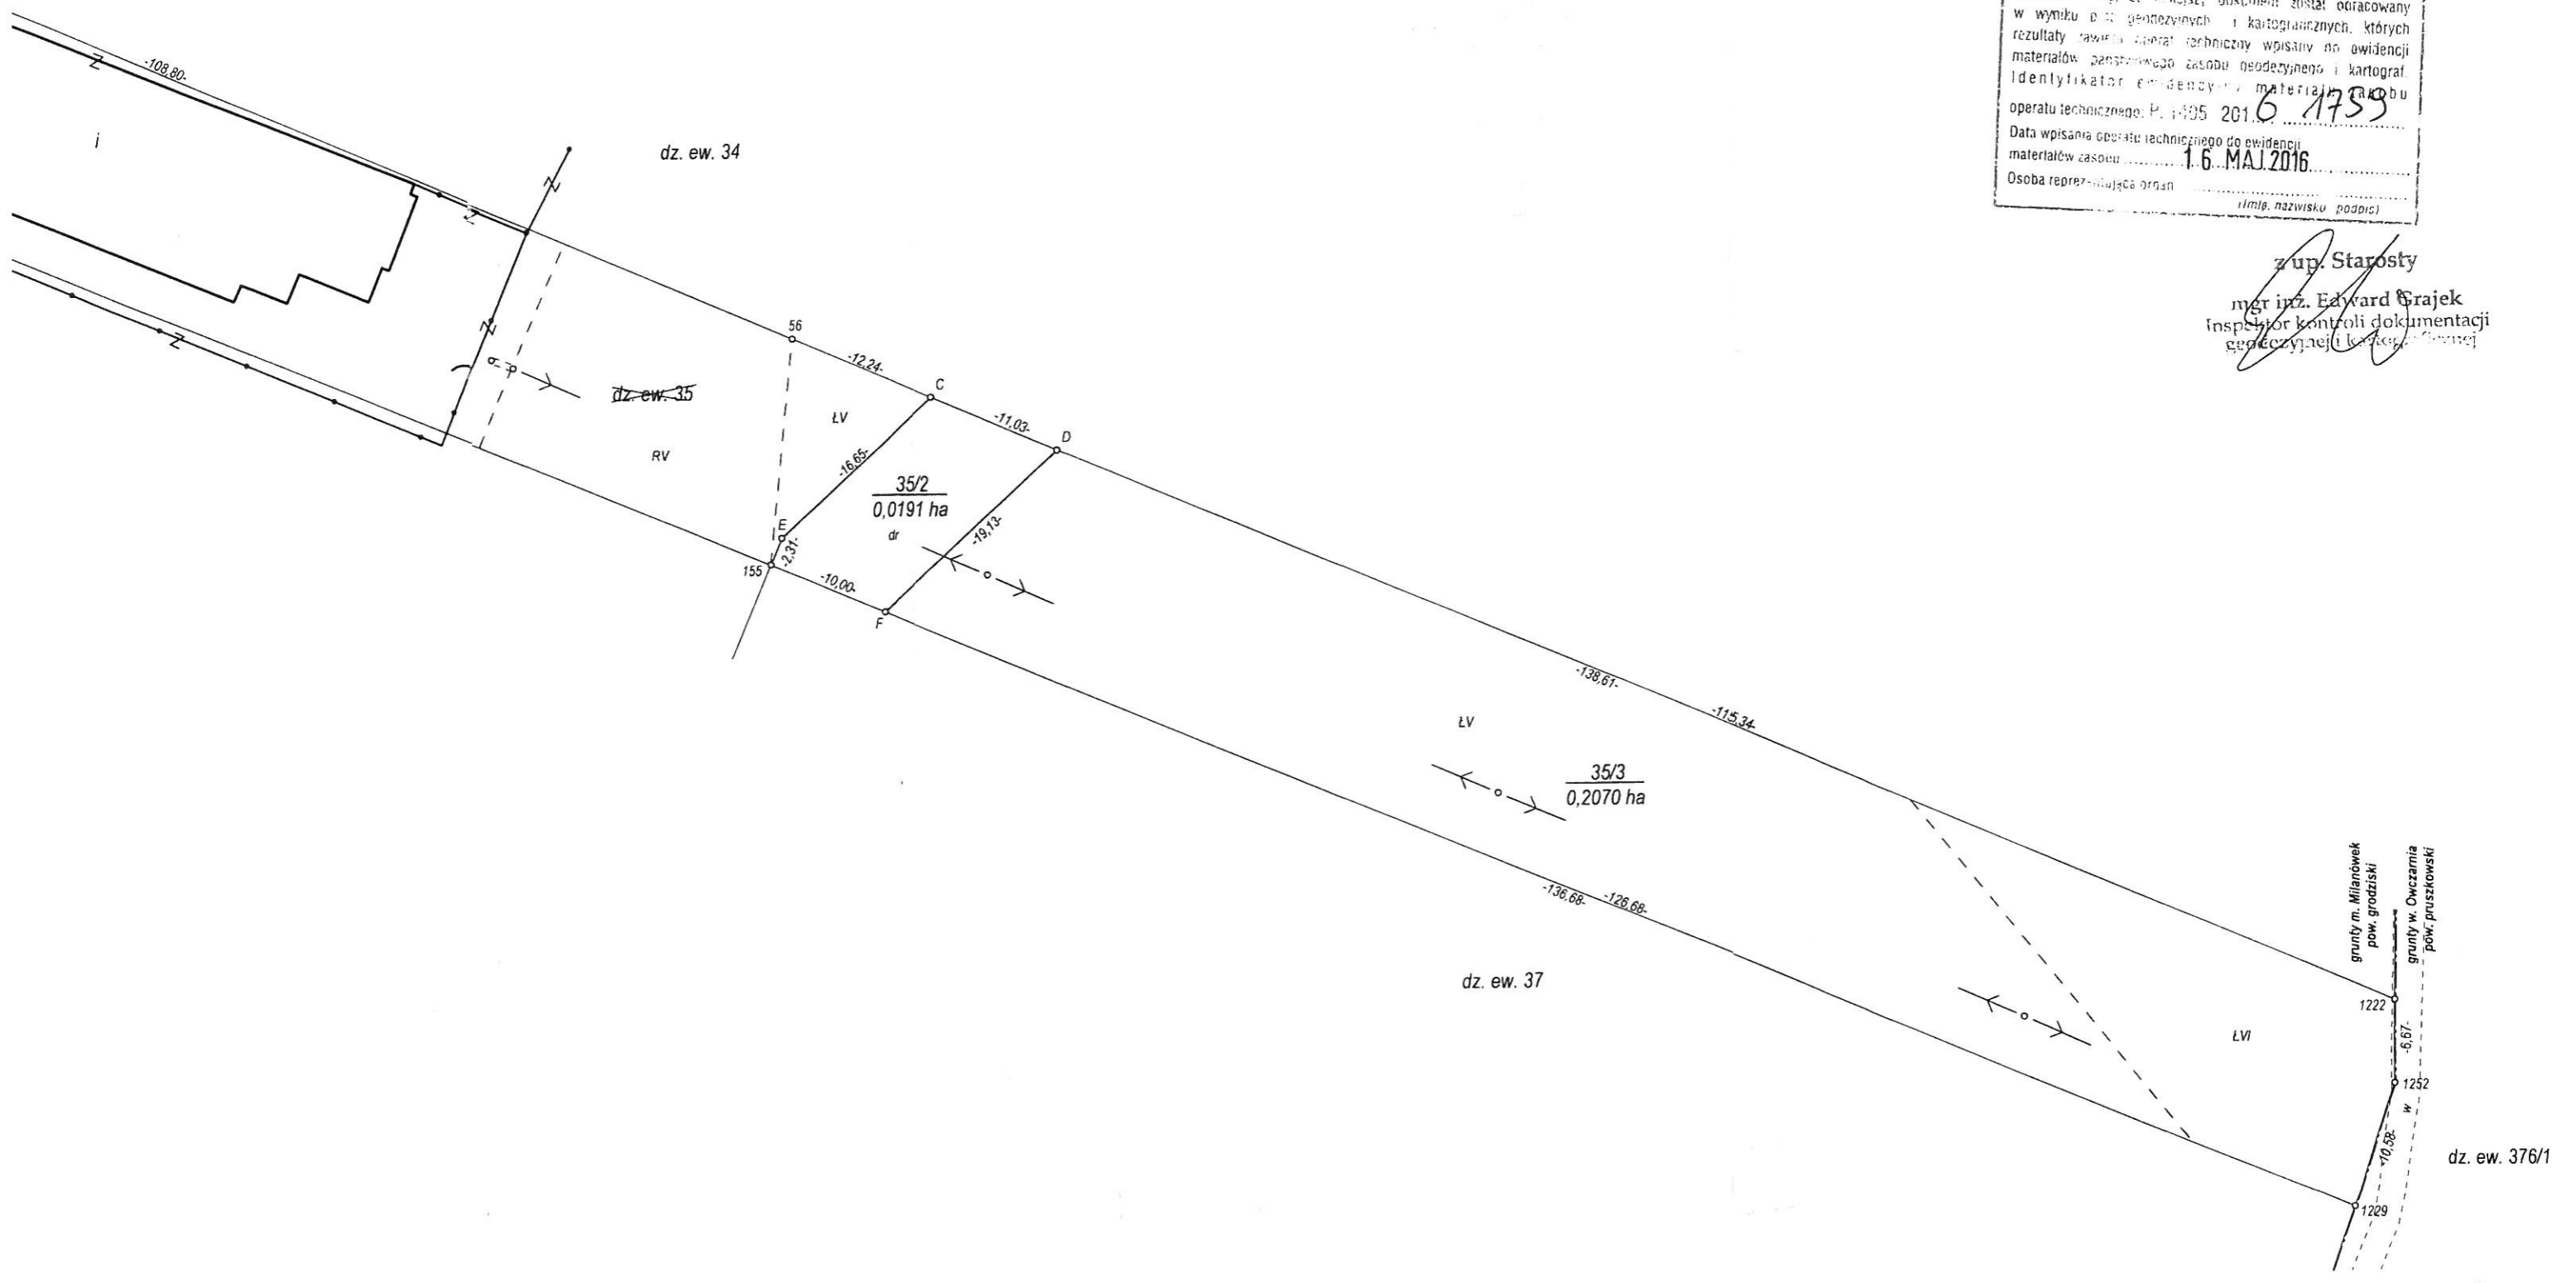 został opracowany
w wyniku geodezyjnych i kartograficznych, których
rezultaty zawiera operat techniczny wpisany do ewidencji
materiałów państwowego zasobu geodezyjnego i kartograf.
Identyfikator ewidencyjny materiału zasobu
operatu technicznego: P. 1405 2016 1759
Data wpisania operatu technicznego do ewidencji
materiałów zasobu 16 MAJ 2016
Osoba reprezentująca organ
(imię, nazwisko podpis)
z up. Starosty
mgr inż. Edward Grajek
Inspektor kontroli dokumentacji
geodezyjnej i kartograficznej
-108,80-
i
dz. ew. 34
56
-12,24-
C
-11,03-
D
dz. ew. 35
ŁV
RV
-16,65-
35/2
0,0191 ha
dr
-19,13-
E
-2,31-
155
-10,00-
F
-138,61-
-115,34-
ŁV
35/3
0,2070 ha
-136,68-
-126,68-
dz. ew. 37
grunty m. Milanówek
pow. grodziski
grunty w. Owczarnia
pow. pruszkowski
1222
-6,67-
ŁVI
1252
w
-10,58-
dz. ew. 376/1
1229